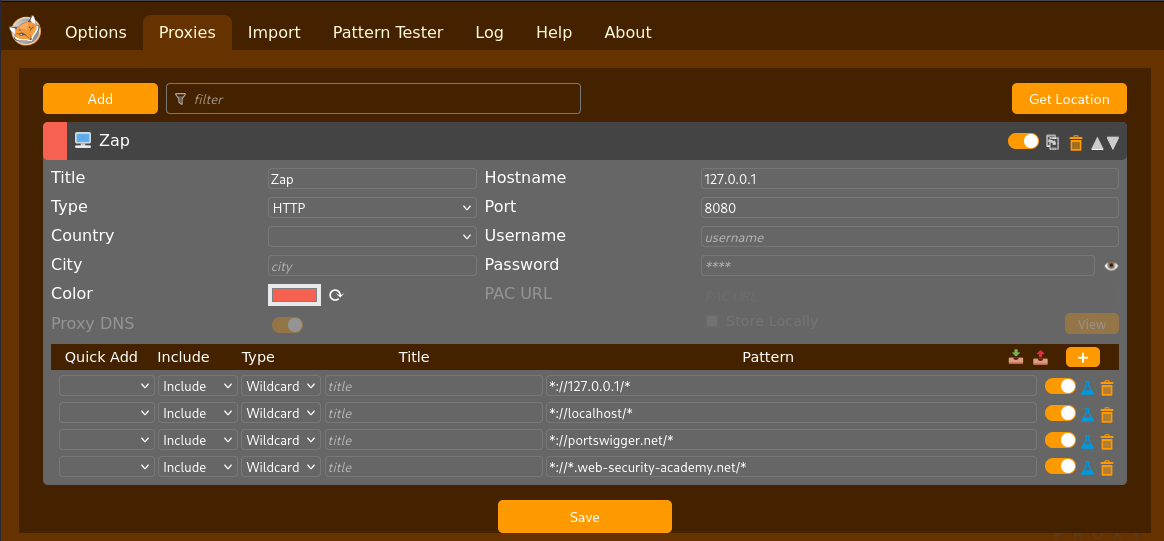 Options Proxies Import Pattern Tester Log Help About
Add filter Get Location
Zap
Title Zap Hostname 127.0.0.1
Type HTTP Port 8080
Country Username username
City city Password ****
Color PAC URL PAC URL
Proxy DNS Store Locally View
Quick Add Include Type Title Pattern +
Include Wildcard title *://127.0.0.1/*
Include Wildcard title *://localhost/*
Include Wildcard title *://portswigger.net/*
Include Wildcard title *://*.web-security-academy.net/*
Save